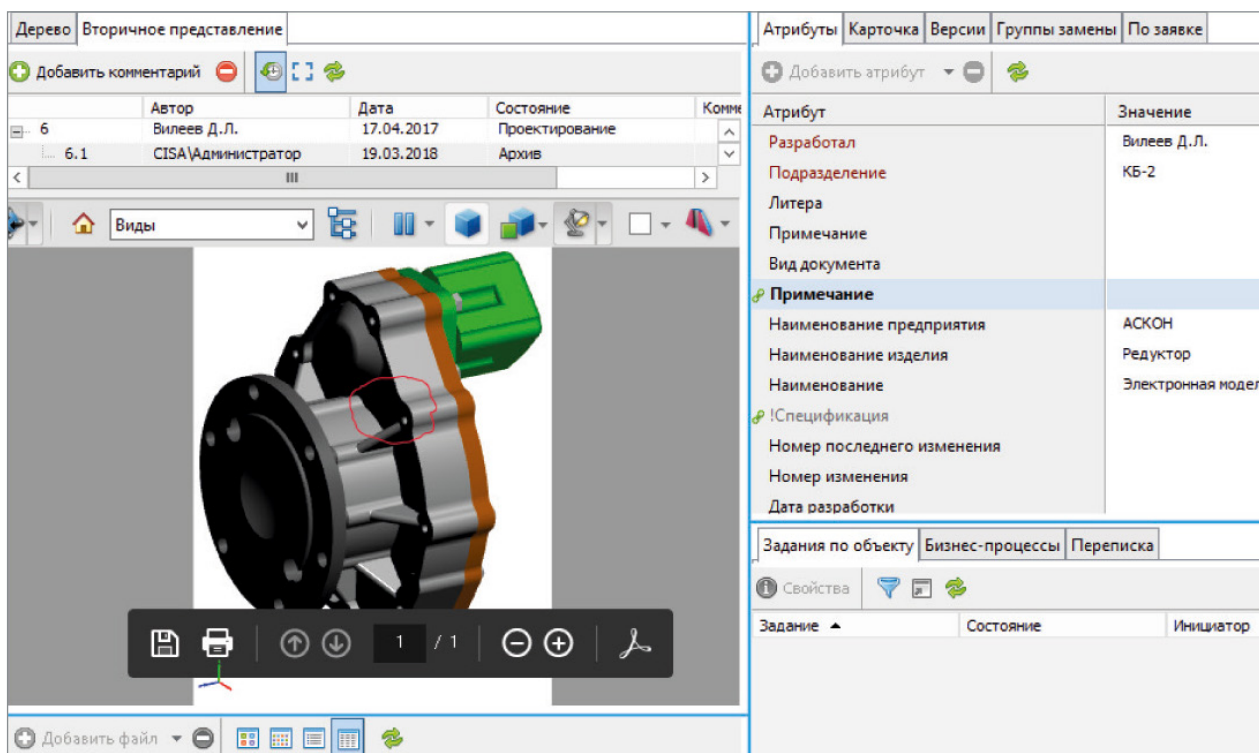 Дерево Вторичное представление
Добавить комментарий
Автор Дата Состояние Комме
6 Вилеев Д.Л. 17.04.2017 Проектирование
6.1 CISA\Администратор 19.03.2018 Архив
Виды
1 / 1
Добавить файл
Атрибуты Карточка Версии Группы замены По заявке
Добавить атрибут
Атрибут Значение
Разработал Вилеев Д.Л.
Подразделение КБ-2
Литера
Примечание
Вид документа
Примечание
Наименование предприятия АСКОН
Наименование изделия Редуктор
Наименование Электронная модел
!Спецификация
Номер последнего изменения
Номер изменения
Дата разработки
Задания по объекту Бизнес-процессы Переписка
Свойства
Задание Состояние Инициатор